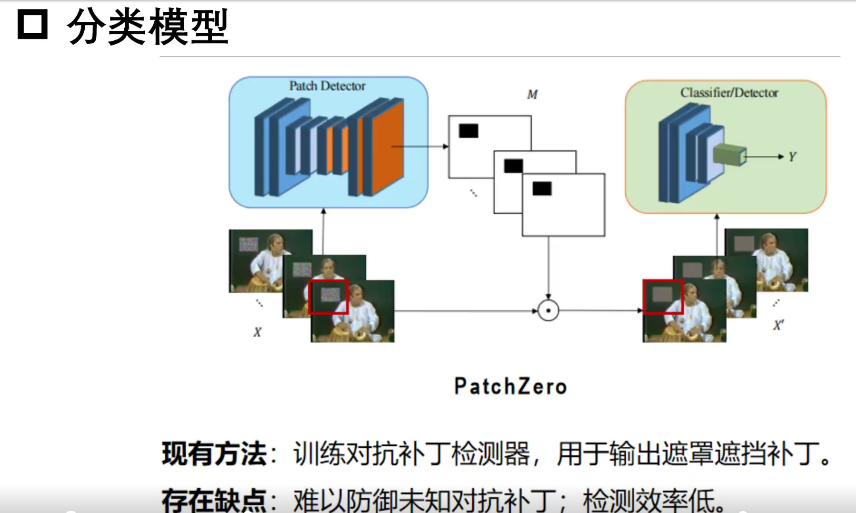 分类模型
Patch Detector
M
Classifier/Detector
Y
X
X'
PatchZero
现有方法：训练对抗补丁检测器，用于输出遮罩遮挡补丁。
存在缺点：难以防御未知对抗补丁；检测效率低。